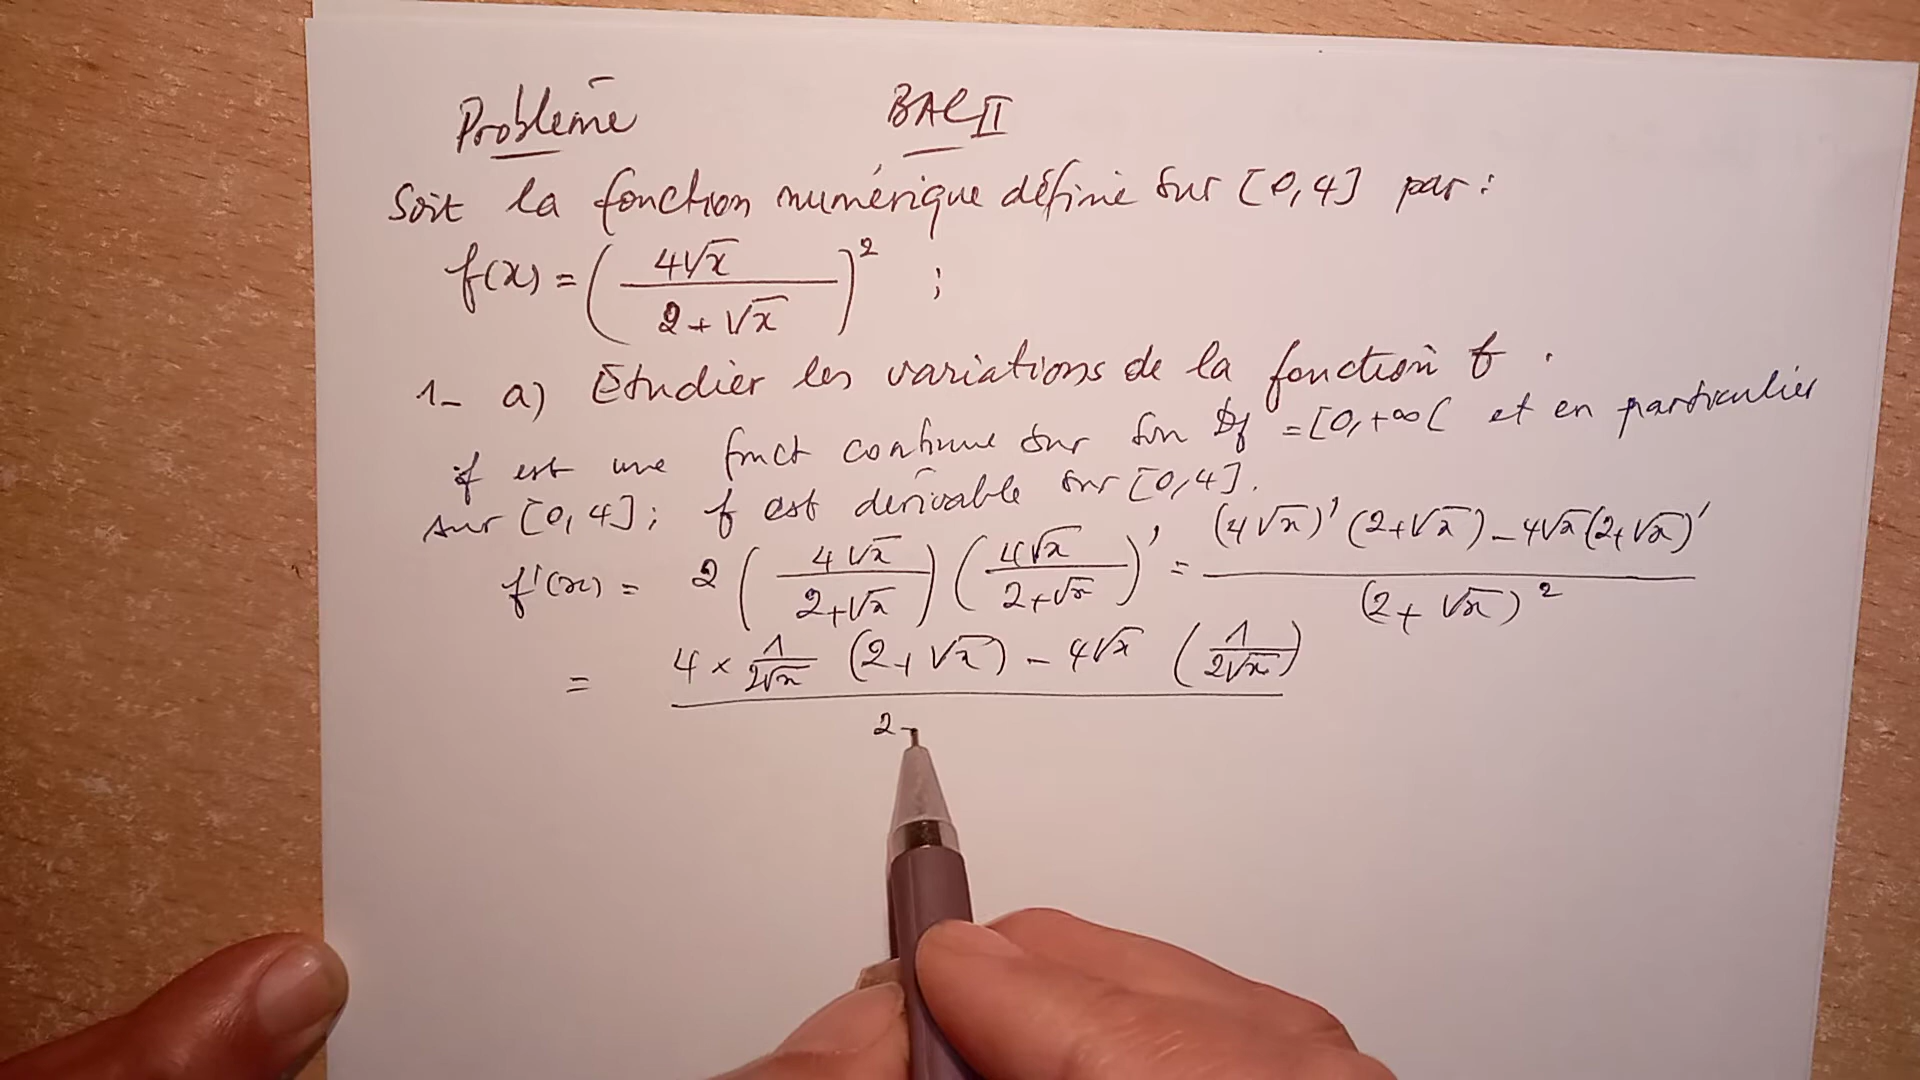 Problème BAC II
Soit la fonction numérique définie sur [0,4] par :
f(x) = (4√x / 2+√x)² ;
1- a) Etudier les variations de la fonction f .
f est une fnct continue sur son Df = [0,+∞[ et en particulier
sur [0,4]; f est dérivable sur [0,4].
f'(x) = 2 (4√x / 2+√x) (4√x / 2+√x)' = (4√x)' (2+√x) - 4√x(2+√x)' / (2+√x)²
= 4 × 1/2√x (2+√x) - 4√x (1/2√x) / 2-